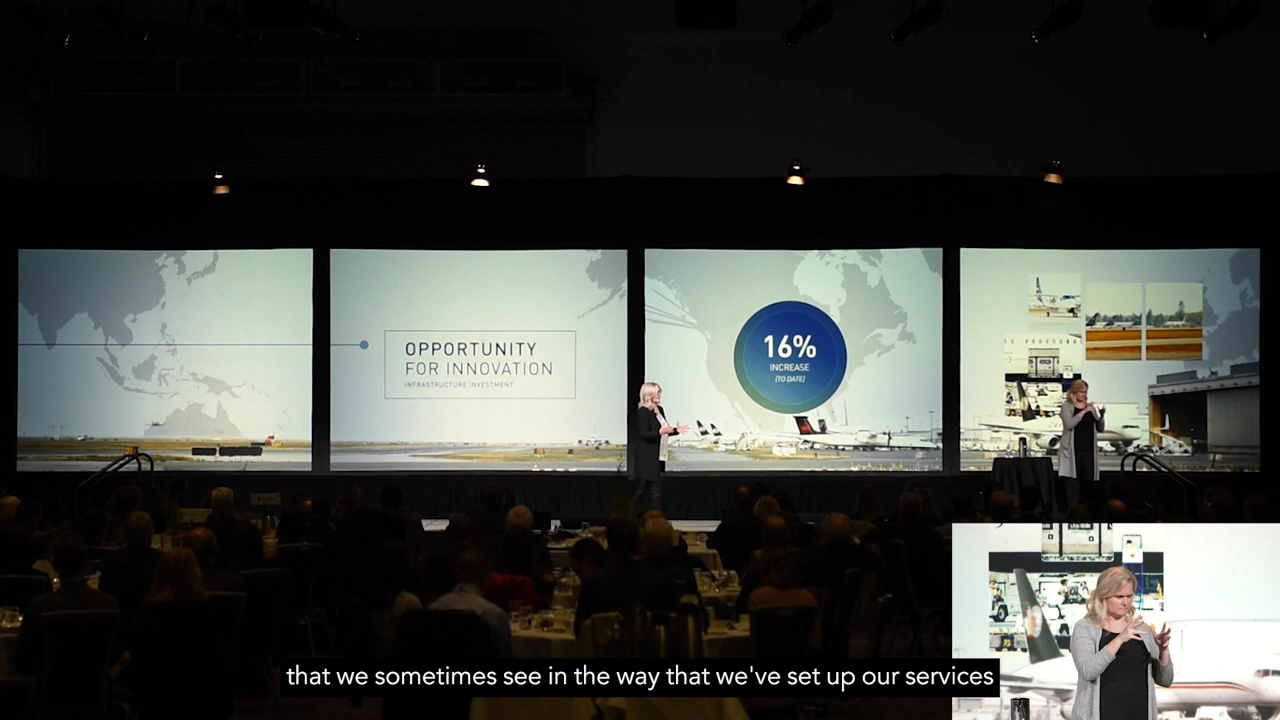 OPPORTUNITY
FOR INNOVATION
INFRASTRUCTURE INVESTMENT
16%
INCREASE
(TO DATE)
that we sometimes see in the way that we've set up our services